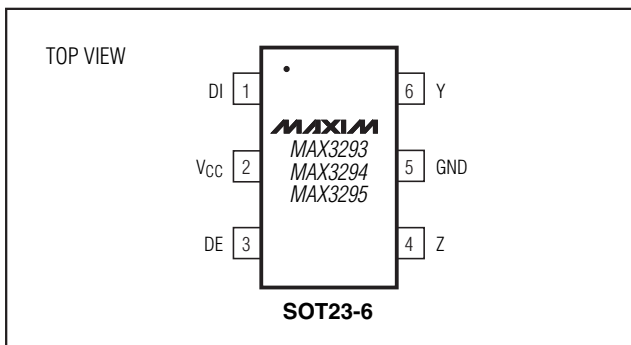 TOP VIEW
DI 1
6 Y
MAXIM
MAX3293
MAX3294
MAX3295
VCC 2
5 GND
DE 3
4 Z
SOT23-6